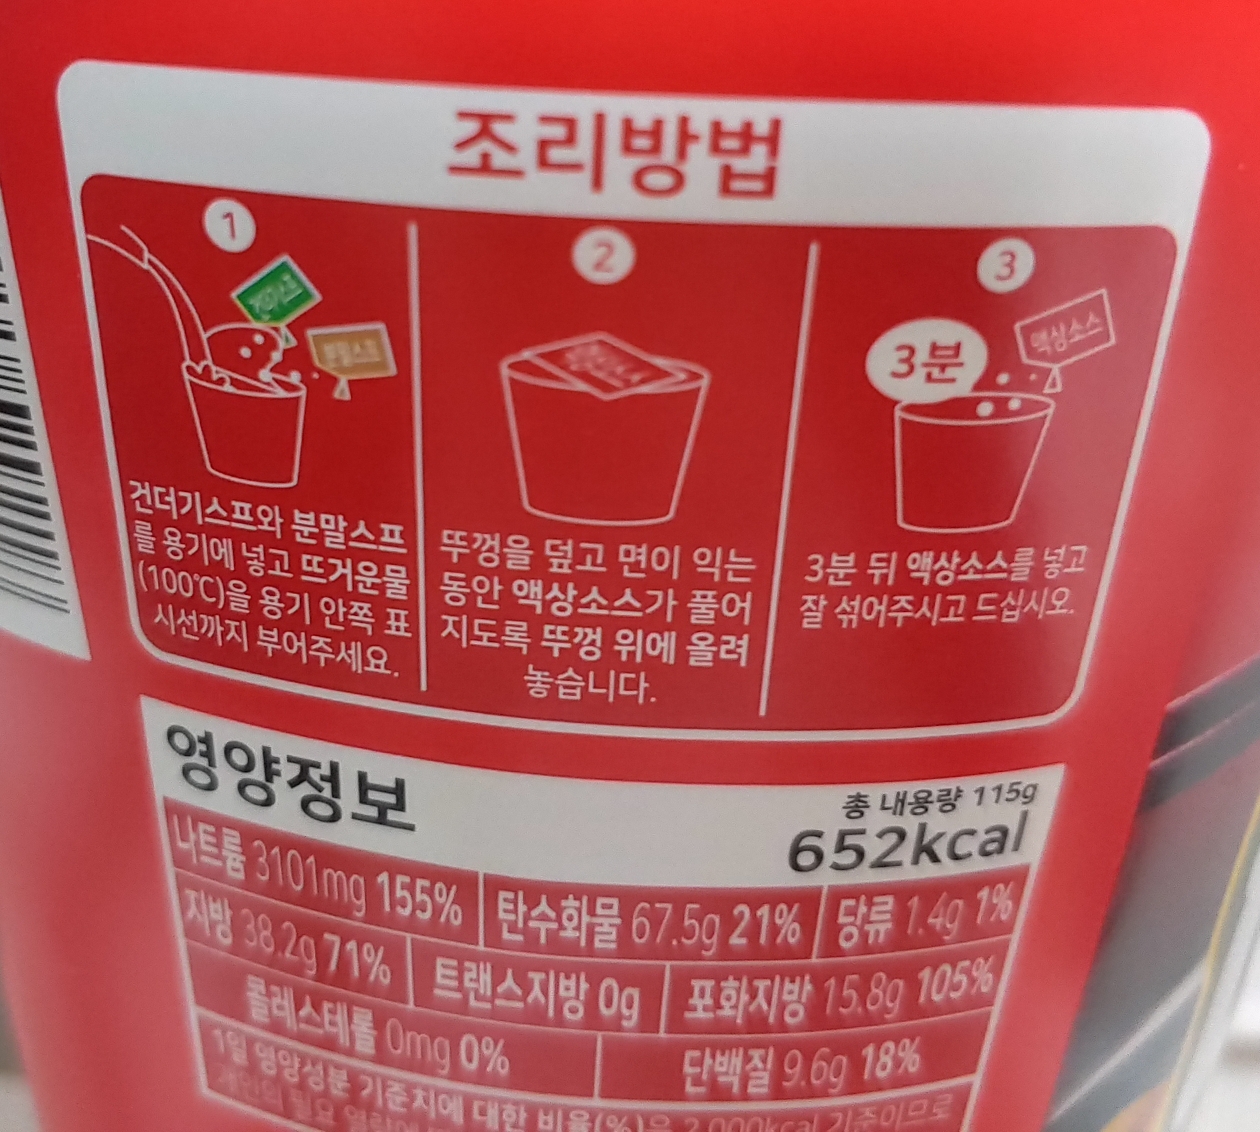 조리방법
1
2
3
건더기스프와 분말스프
를 용기에 넣고 뜨거운물
(100℃)을 용기 안쪽 표
시선까지 부어주세요.
뚜껑을 덮고 면이 익는
동안 액상소스가 풀어
지도록 뚜껑 위에 올려
놓습니다.
3분
액상소스
3분 뒤 액상소스를 넣고
잘 섞어주시고 드십시오.
영양정보
총 내용량 115g
652kcal
나트륨 3101mg 155%
탄수화물 67.5g 21%
당류 1.4g 1%
지방 38.2g 71%
트랜스지방 0g
포화지방 15.8g 105%
콜레스테롤 0mg 0%
단백질 9.6g 18%
1일 영양성분 기준치에 대한 비율(%)은 2,000kcal 기준이므로
개인의 필요 열량에